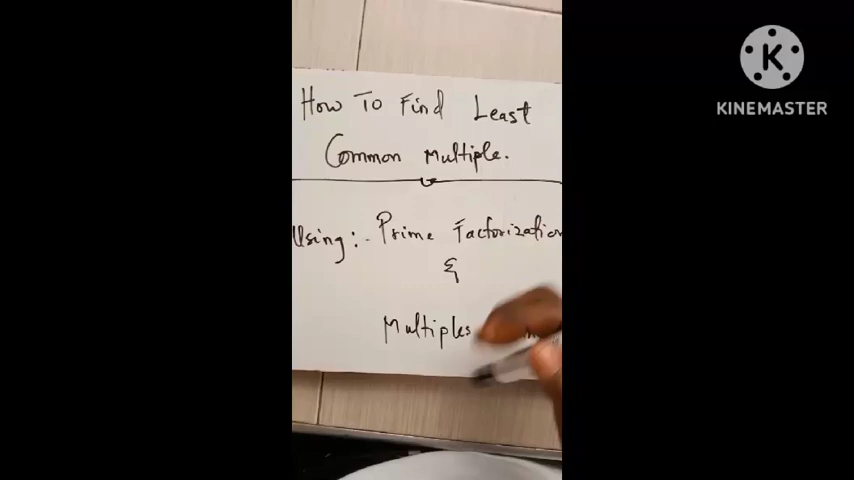 How To Find Least
Common Multiple.
Using:- Prime Factorization
&
Multiples
K
KINEMASTER